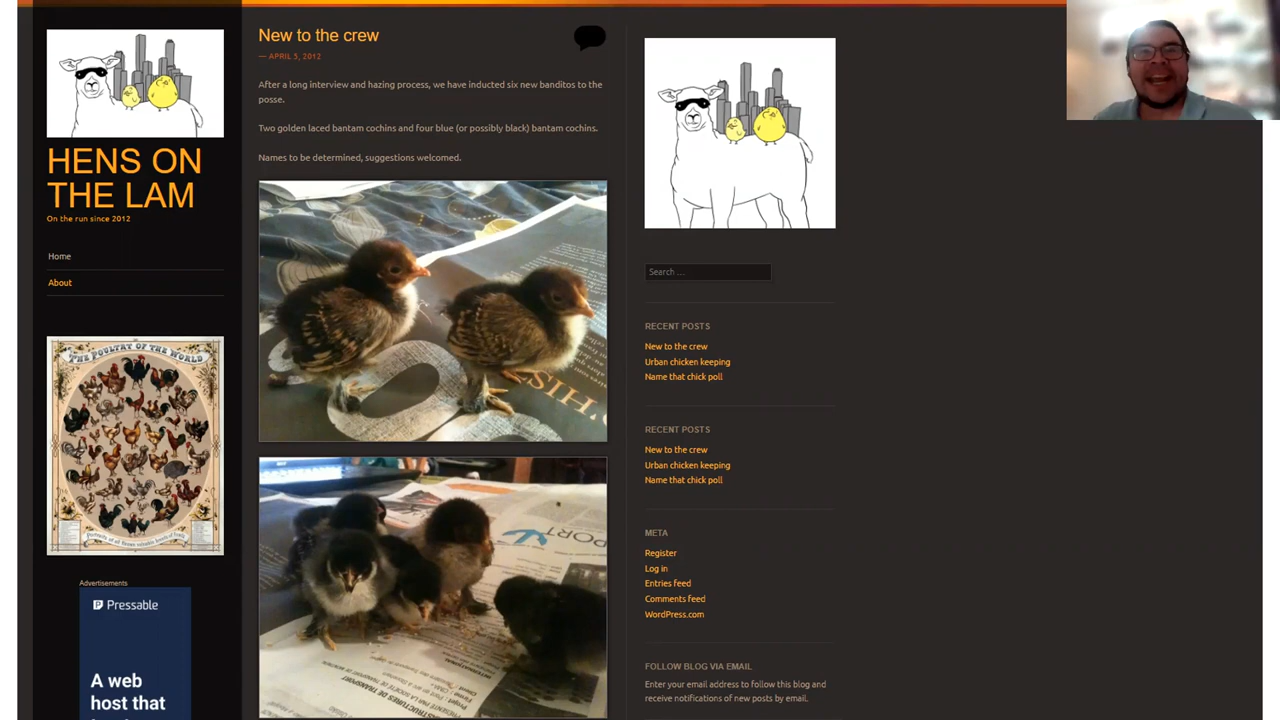 HENS ON
THE LAM
On the run since 2012
Home
About
THE POULTRY OF THE WORLD
Advertisements
Pressable
A web
host that
New to the crew
— APRIL 5, 2012
After a long interview and hazing process, we have inducted six new banditos to the
posse.
Two golden laced bantam cochins and four blue (or possibly black) bantam cochins.
Names to be determined, suggestions welcomed.
Search …
RECENT POSTS
New to the crew
Urban chicken keeping
Name that chick poll
RECENT POSTS
New to the crew
Urban chicken keeping
Name that chick poll
META
Register
Log in
Entries feed
Comments feed
WordPress.com
FOLLOW BLOG VIA EMAIL
Enter your email address to follow this blog and
receive notifications of new posts by email.